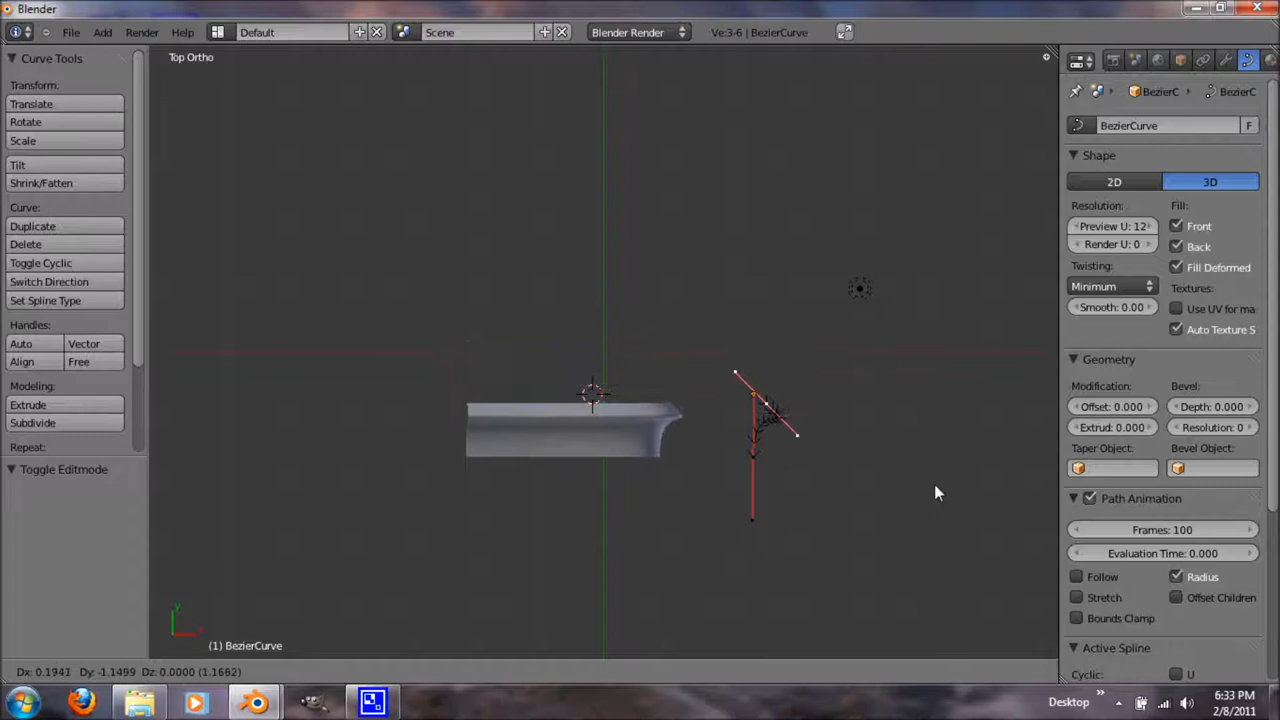 Blender
File Add Render Help Default Scene Blender Render Ve:3-6 | BezierCurve
Curve Tools
Transform:
Translate
Rotate
Scale
Tilt
Shrink/Fatten
Curve:
Duplicate
Delete
Toggle Cyclic
Switch Direction
Set Spline Type
Handles:
Auto Vector
Align Free
Modeling:
Extrude
Subdivide
Repeat:
Toggle Editmode
Top Ortho
y
x
(1) BezierCurve
Dx: 0.1941 Dy: -1.1499 Dz: 0.0000 (1.1662)
BezierC BezierC
BezierCurve F
Shape
2D 3D
Resolution: Fill:
Preview U: 12 Front
Render U: 0 Back
Twisting: Fill Deformed
Minimum Textures:
Smooth: 0.00 Use UV for ma
Auto Texture S
Geometry
Modification: Bevel:
Offset: 0.000 Depth: 0.000
Extrud: 0.000 Resolution: 0
Taper Object: Bevel Object:
Path Animation
Frames: 100
Evaluation Time: 0.000
Follow Radius
Stretch Offset Children
Bounds Clamp
Active Spline
Cyclic: U
Desktop
6:33 PM
2/8/2011